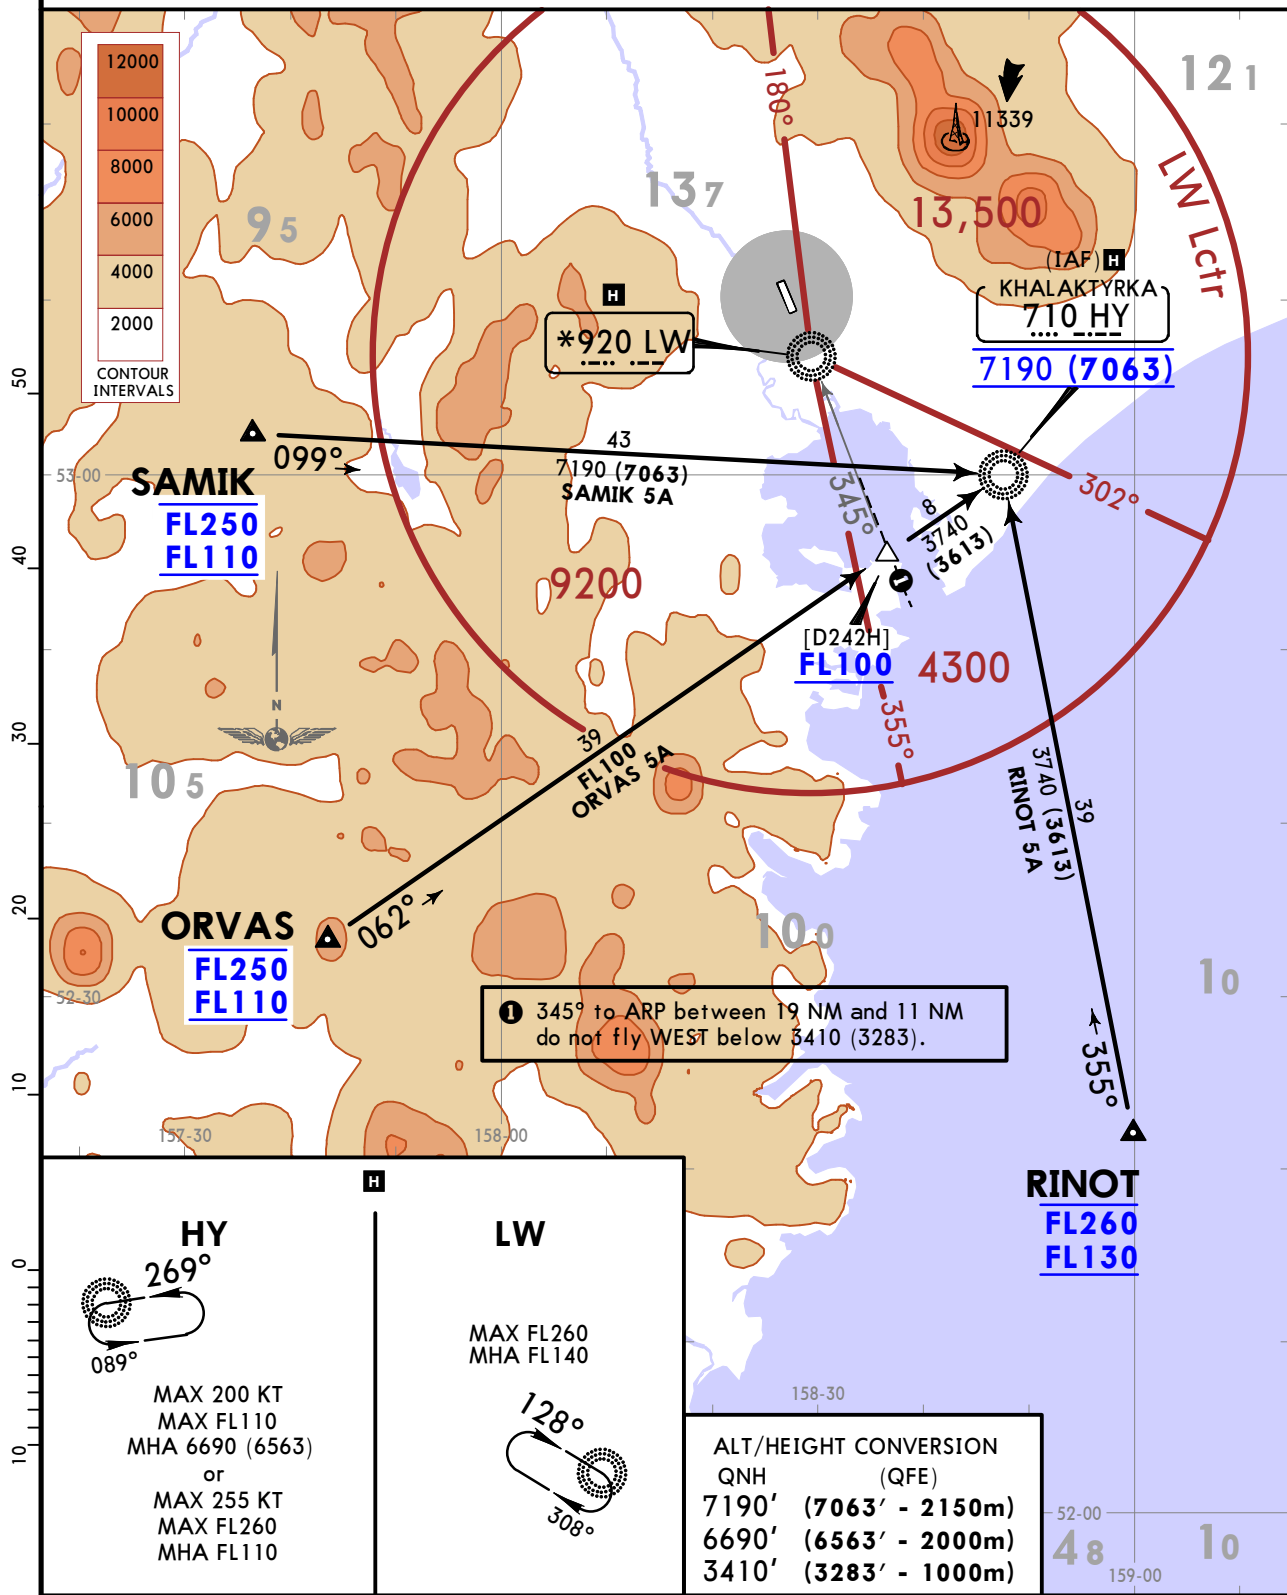 12000
10000
8000
6000
4000
2000
CONTOUR
INTERVALS
180°
11339
12 1
13 7
9 5
13,500
LW Lctr
(IAF) H
KHALAKTYRKA
710 HY
7190 (7063)
H
*920 LW
50
53-00
099°
43
7190 (7063)
SAMIK 5A
SAMIK
FL250
FL110
345°
302°
8
3740
(3613)
40
9200
1
[D242H]
FL100
4300
355°
N
30
10 5
39
FL100
ORVAS 5A
39
3740 (3613)
RINOT 5A
20
ORVAS
FL250
FL110
062°
10 0
1 0
52-30
1 345° to ARP between 19 NM and 11 NM
do not fly WEST below 3410 (3283).
355°
10
157-30
158-00
RINOT
FL260
FL130
H
HY
269°
089°
MAX 200 KT
MAX FL110
MHA 6690 (6563)
or
MAX 255 KT
MAX FL260
MHA FL110
LW
MAX FL260
MHA FL140
128°
308°
0
10
158-30
ALT/HEIGHT CONVERSION
QNH (QFE)
7190' (7063' - 2150m)
6690' (6563' - 2000m)
3410' (3283' - 1000m)
52-00
4 8
1 0
159-00